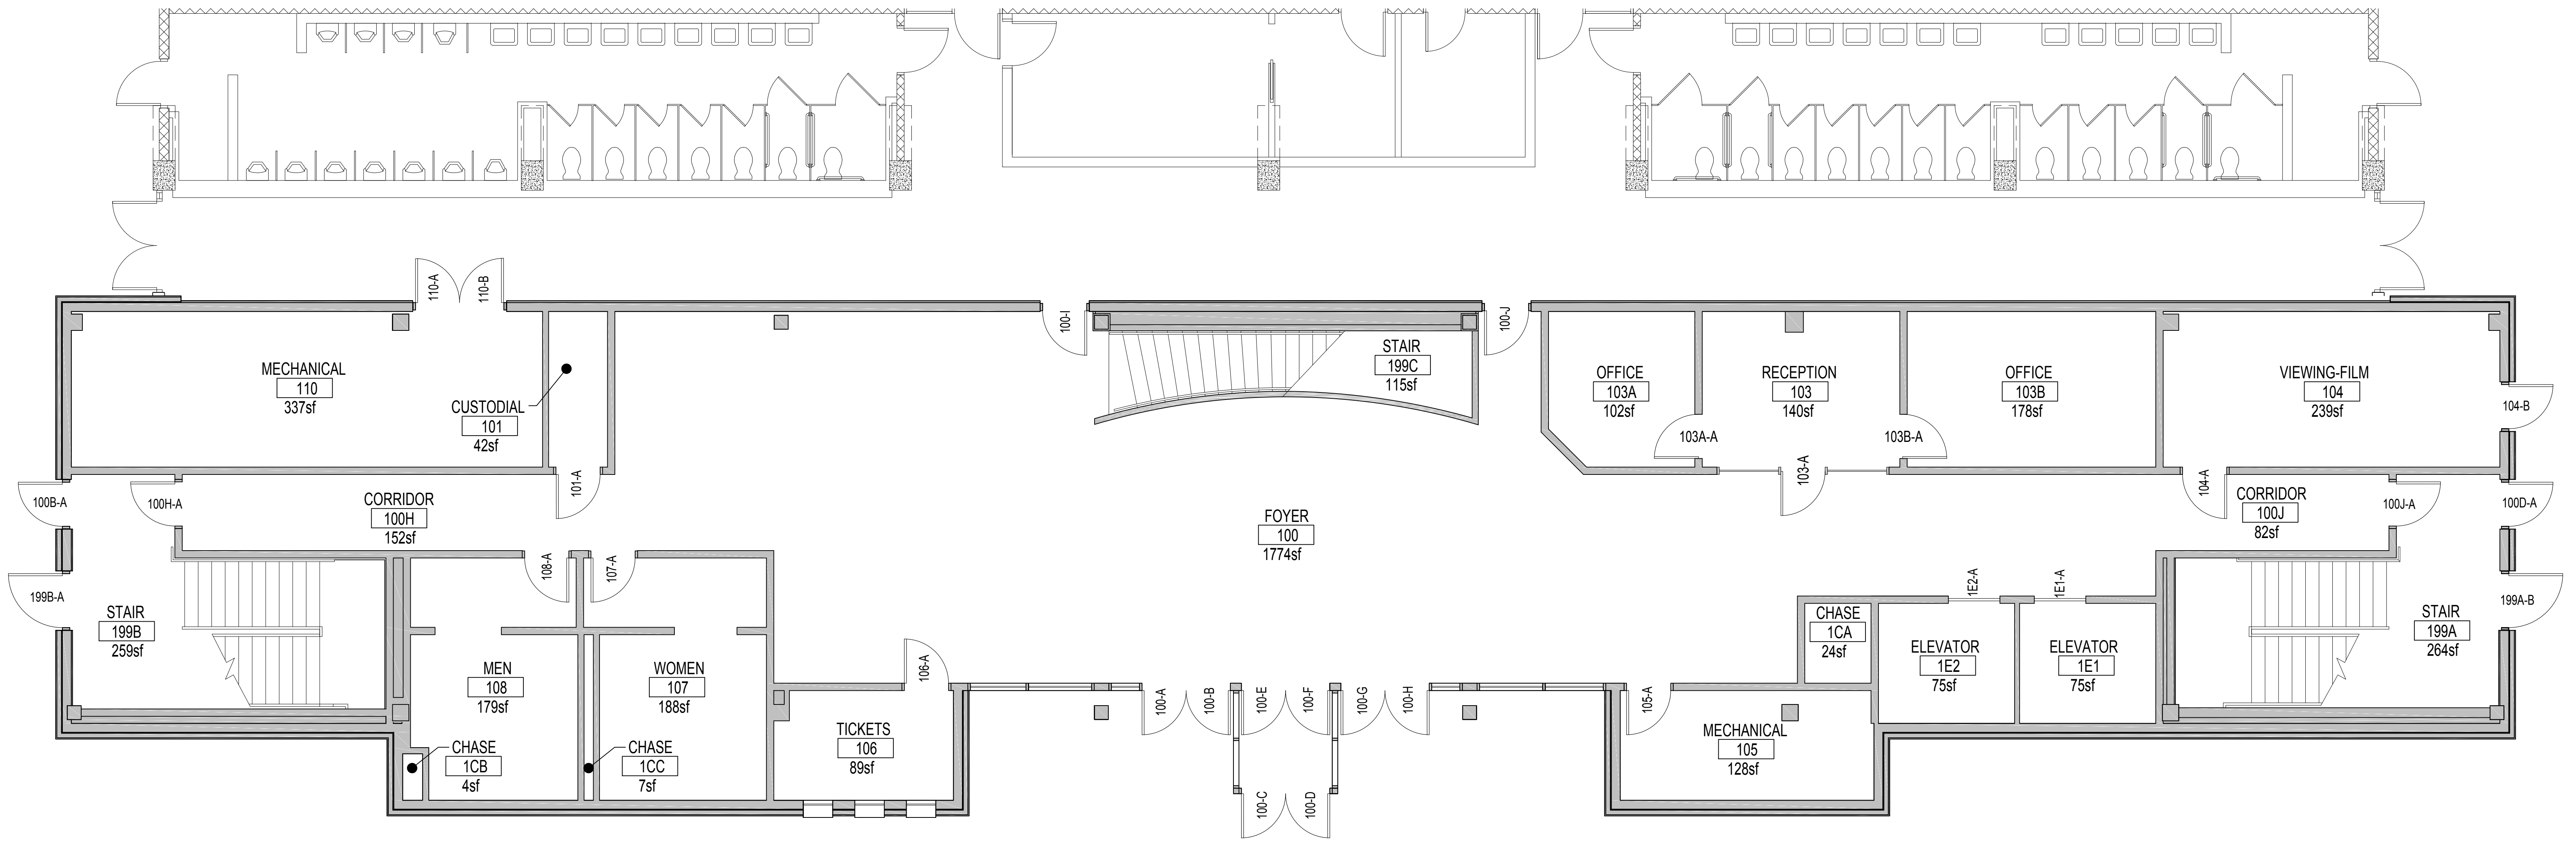 110-A
110-B
100-I
100-J
MECHANICAL
110
337sf
CUSTODIAL
101
42sf
STAIR
199C
115sf
OFFICE
103A
102sf
RECEPTION
103
140sf
OFFICE
103B
178sf
VIEWING-FILM
104
239sf
104-B
103A-A
103B-A
103-A
104-A
101-A
100B-A
100H-A
CORRIDOR
100H
152sf
FOYER
100
1774sf
CORRIDOR
100J
82sf
100J-A
100D-A
108-A
107-A
1E2-A
1E1-A
199B-A
199A-B
STAIR
199B
259sf
MEN
108
179sf
WOMEN
107
188sf
106-A
CHASE
1CA
24sf
ELEVATOR
1E2
75sf
ELEVATOR
1E1
75sf
STAIR
199A
264sf
100-A
100-B
100-E
100-F
100-G
100-H
105-A
TICKETS
106
89sf
MECHANICAL
105
128sf
CHASE
1CB
4sf
CHASE
1CC
7sf
100-C
100-D